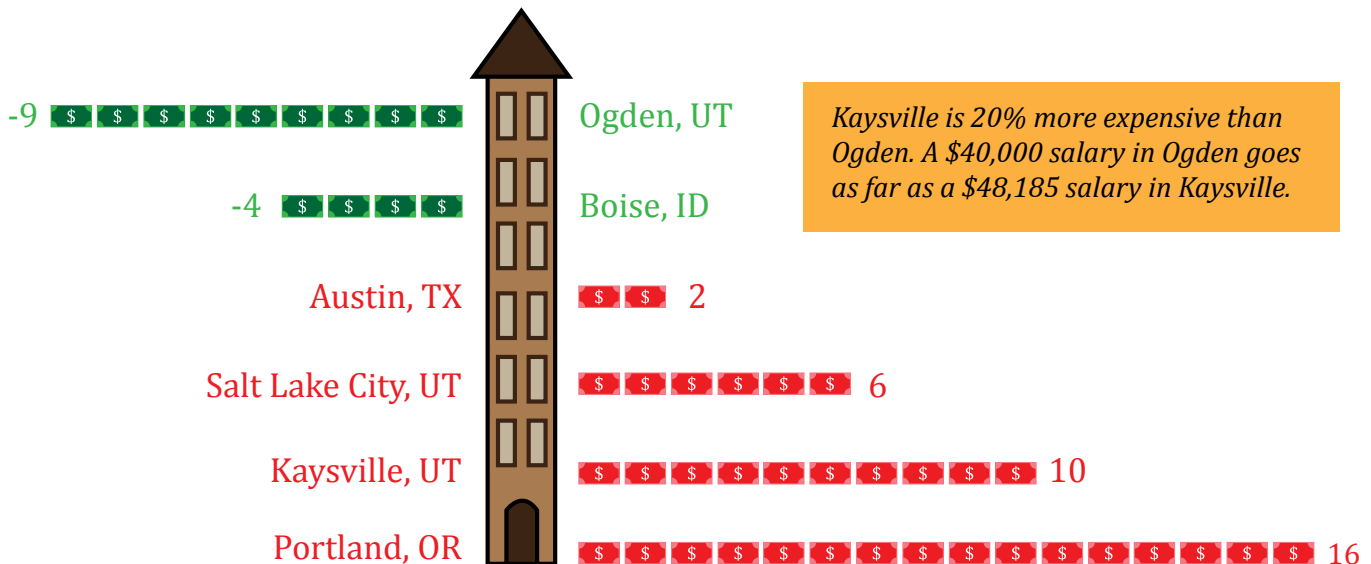 -9 $ $ $ $ $ $ $ $ $ Ogden, UT
Kaysville is 20% more expensive than
Ogden. A $40,000 salary in Ogden goes
as far as a $48,185 salary in Kaysville.
-4 $ $ $ $ Boise, ID
Austin, TX $ $ 2
Salt Lake City, UT $ $ $ $ $ $ 6
Kaysville, UT $ $ $ $ $ $ $ $ $ $ 10
Portland, OR $ $ $ $ $ $ $ $ $ $ $ $ $ $ $ $ 16